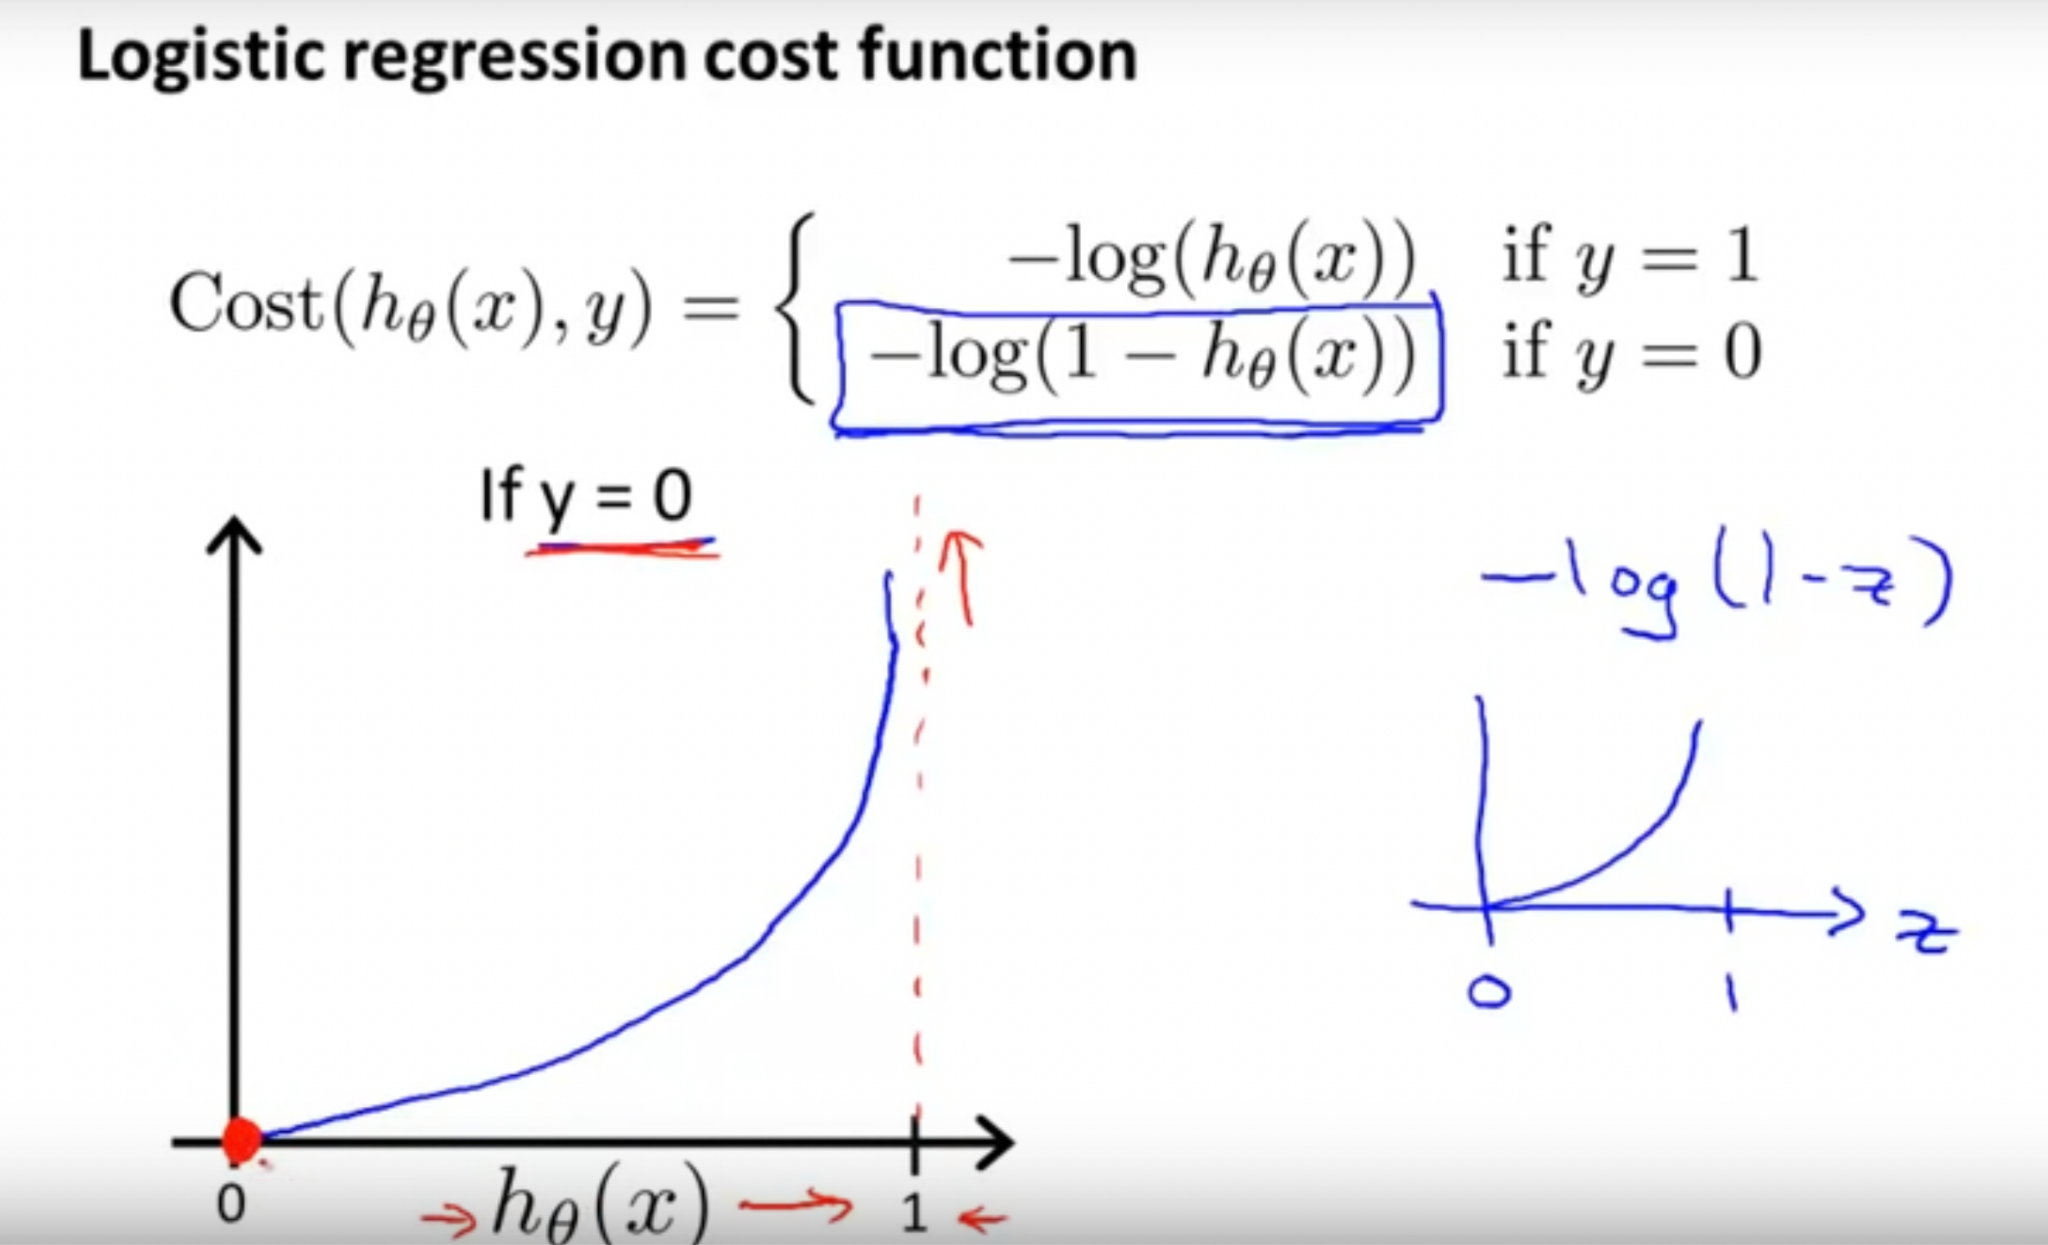 Logistic regression cost function
Cost(hθ(x), y) = { −log(hθ(x)) if y = 1
−log(1 − hθ(x)) if y = 0
If y = 0
−log(1-z)
z
0 1
0 → hθ(x) → 1 ←